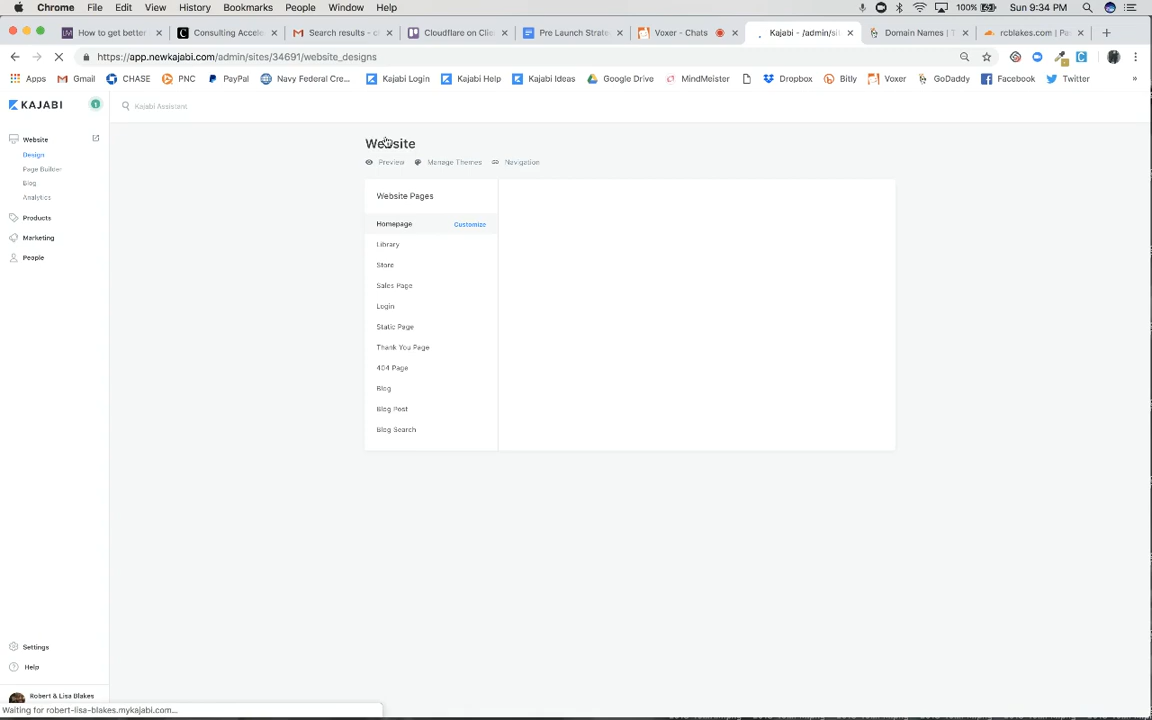 Chrome File Edit View History Bookmarks People Window Help 100% Sun 9:34 PM
How to get better Consulting Accele Search results - c Cloudflare on Clic Pre Launch Strate Voxer - Chats Kajabi - /admin/si Domain Names | T rcblakes.com | Pa
https://app.newkajabi.com/admin/sites/34691/website_designs
Apps Gmail CHASE PNC PayPal Navy Federal Cre... Kajabi Login Kajabi Help Kajabi Ideas Google Drive MindMeister Dropbox Bitly Voxer GoDaddy Facebook Twitter »
KAJABI 1 Kajabi Assistant
Website
Design
Page Builder
Blog
Analytics
Products
Marketing
People
Website
Preview Manage Themes Navigation
Website Pages
Homepage Customize
Library
Store
Sales Page
Login
Static Page
Thank You Page
404 Page
Blog
Blog Post
Blog Search
Settings
Help
Robert & Lisa Blakes
Waiting for robert-lisa-blakes.mykajabi.com...